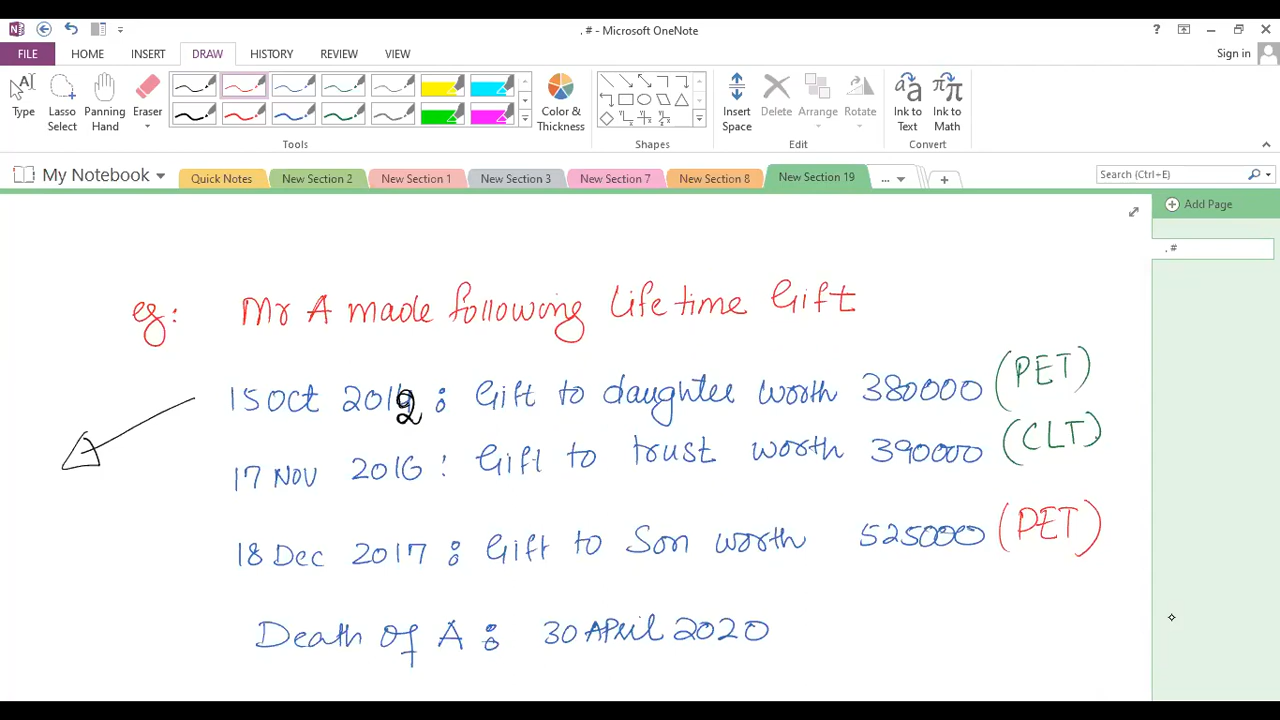 . # - Microsoft OneNote
?
FILE HOME INSERT DRAW HISTORY REVIEW VIEW
Sign in
Type Lasso Select Panning Hand Eraser Color & Thickness Insert Space Delete Arrange Rotate Ink to Text Ink to Math
Tools Shapes Edit Convert
My Notebook Quick Notes New Section 2 New Section 1 New Section 3 New Section 7 New Section 8 New Section 19 ... + Search (Ctrl+E)
Add Page
. #
eg: Mr A made following Lifetime Gift
15 Oct 2012 : Gift to daughter worth 380000 (PET)
17 Nov 2016 : Gift to trust worth 390000 (CLT)
18 Dec 2017 : Gift to Son worth 525000 (PET)
Death of A : 30 April 2020